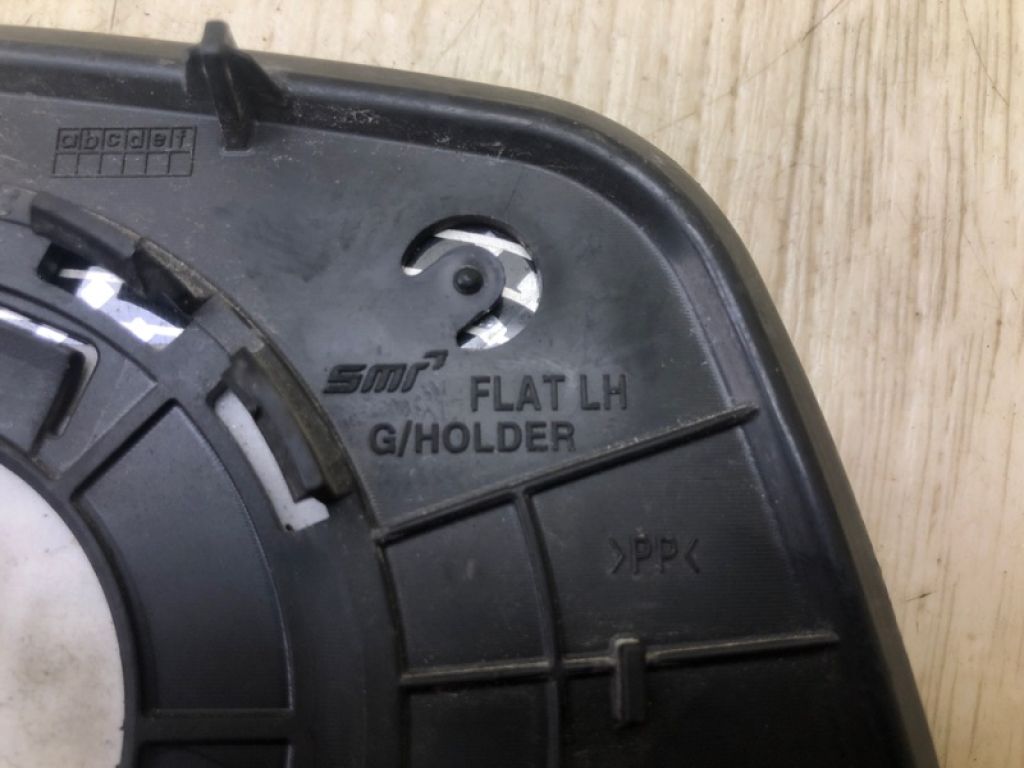 abcdef
smr
FLAT LH
G/HOLDER
>PP<